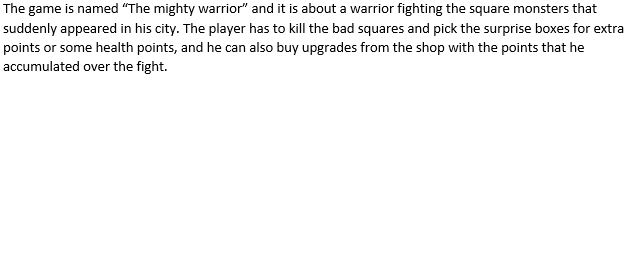 The game is named “The mighty warrior” and it is about a warrior fighting the square monsters that
suddenly appeared in his city. The player has to kill the bad squares and pick the surprise boxes for extra
points or some health points, and he can also buy upgrades from the shop with the points that he
accumulated over the fight.